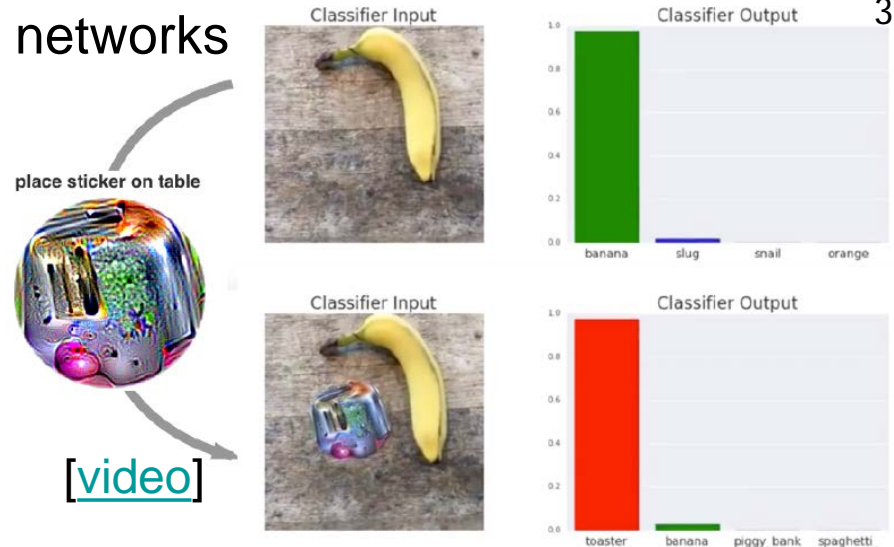 networks
3
Classifier Input
Classifier Output
1.0
0.8
0.6
0.4
0.2
0.0
banana slug snail orange
place sticker on table
Classifier Input
Classifier Output
1.0
0.8
0.6
0.4
0.2
0.0
toaster banana piggy bank spaghetti
[video]